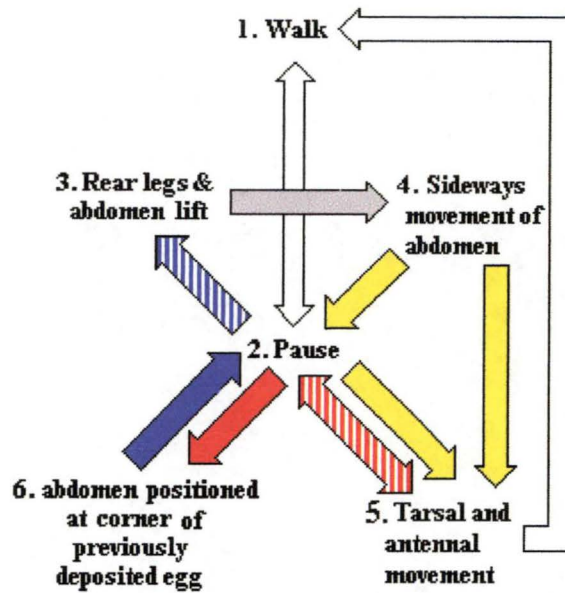 1. Walk
3. Rear legs &
abdomen lift
4. Sideways
movement of
abdomen
2. Pause
6. abdomen positioned
at corner of
previously
deposited egg
5. Tarsal and
antennal
movement